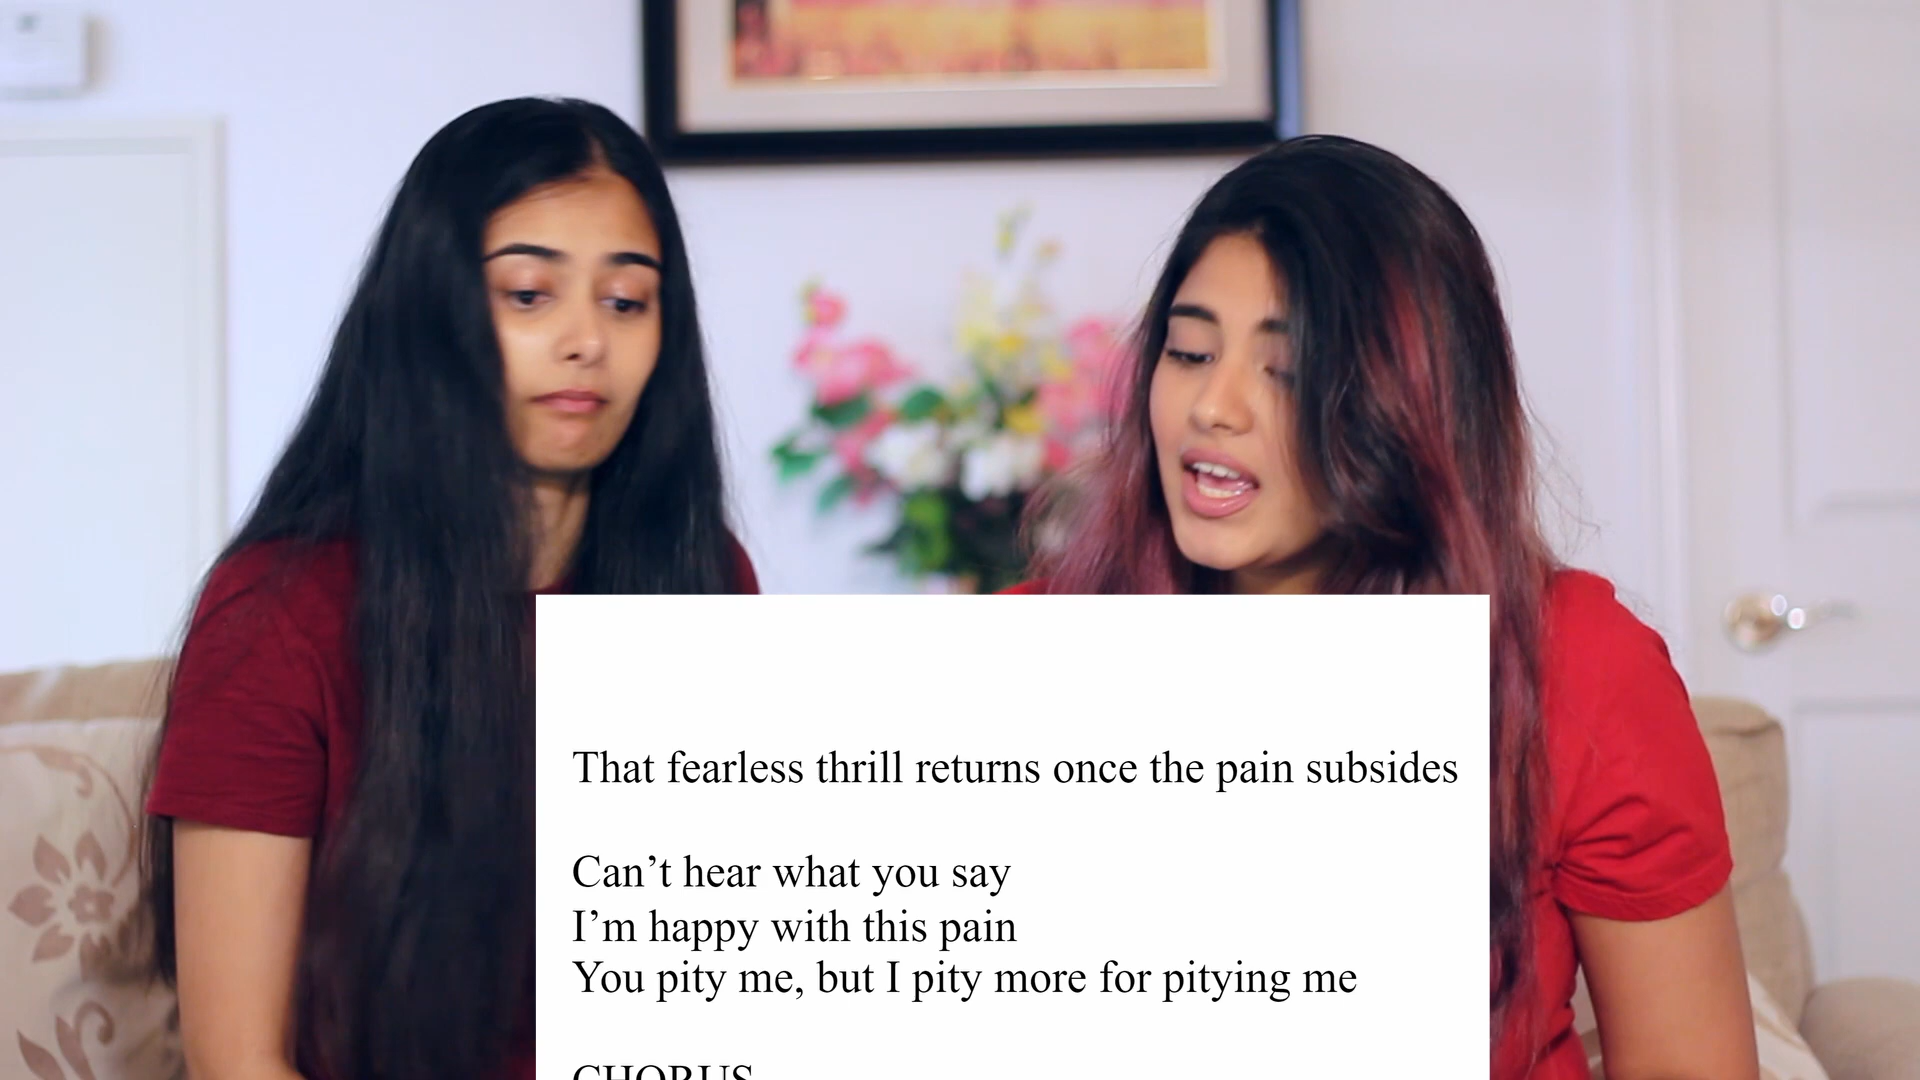 That fearless thrill returns once the pain subsides
Can’t hear what you say
I’m happy with this pain
You pity me, but I pity more for pitying me
CHORUS